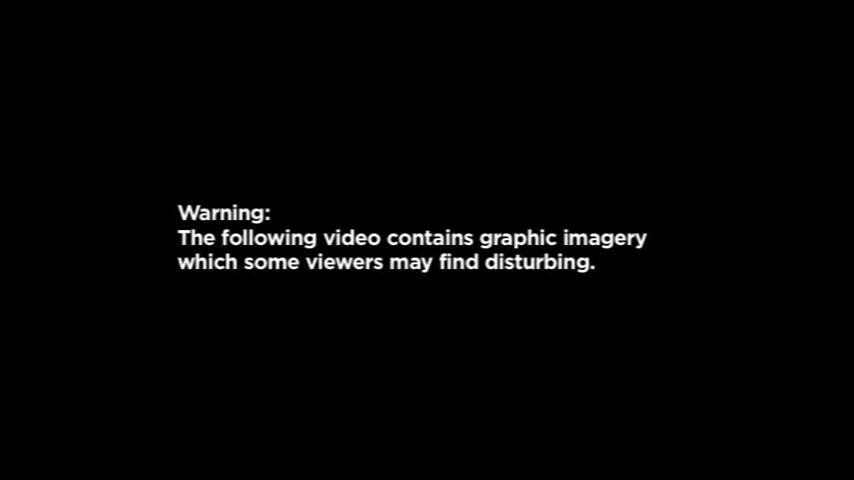 Warning:
The following video contains graphic imagery
which some viewers may find disturbing.